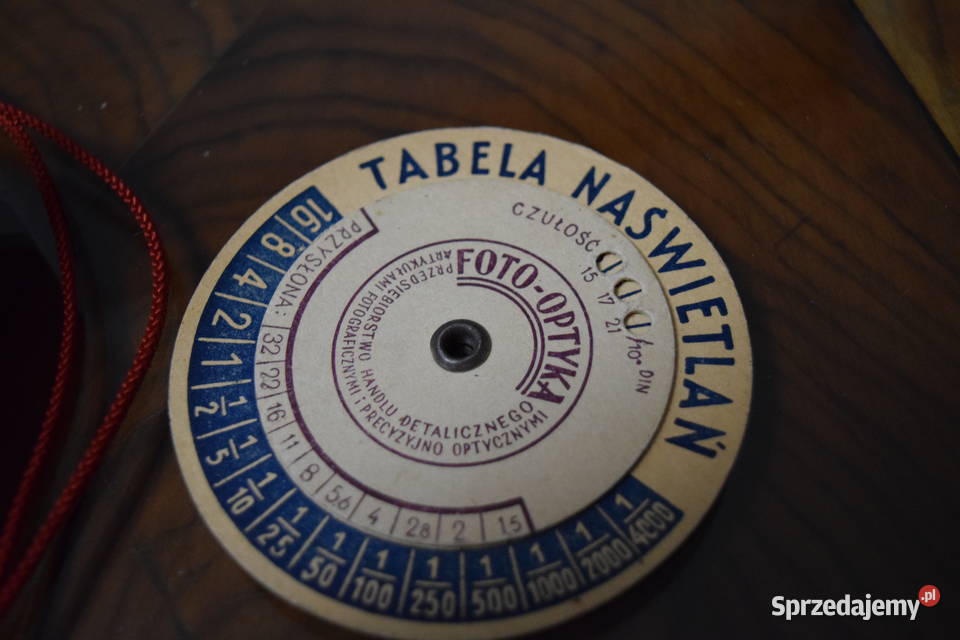 TABELA NAŚWIETLAŃ
16 8 4 2 1 1/2 1/5 1/10 1/25 1/50 1/100 1/250 1/500 1/1000 1/2000 1/4000
PRZYSŁONA: 32 22 16 11 8 5,6 4 2,8 2 1,5
CZUŁOŚĆ
15 17 21 /10° DIN
FOTO-OPTYKA
PRZEDSIĘBIORSTWO HANDLU DETALICZNEGO
ARTYKUŁAMI FOTOGRAFICZNYMI i PRECYZYJNO OPTYCZNYMI
Sprzedajemy.pl